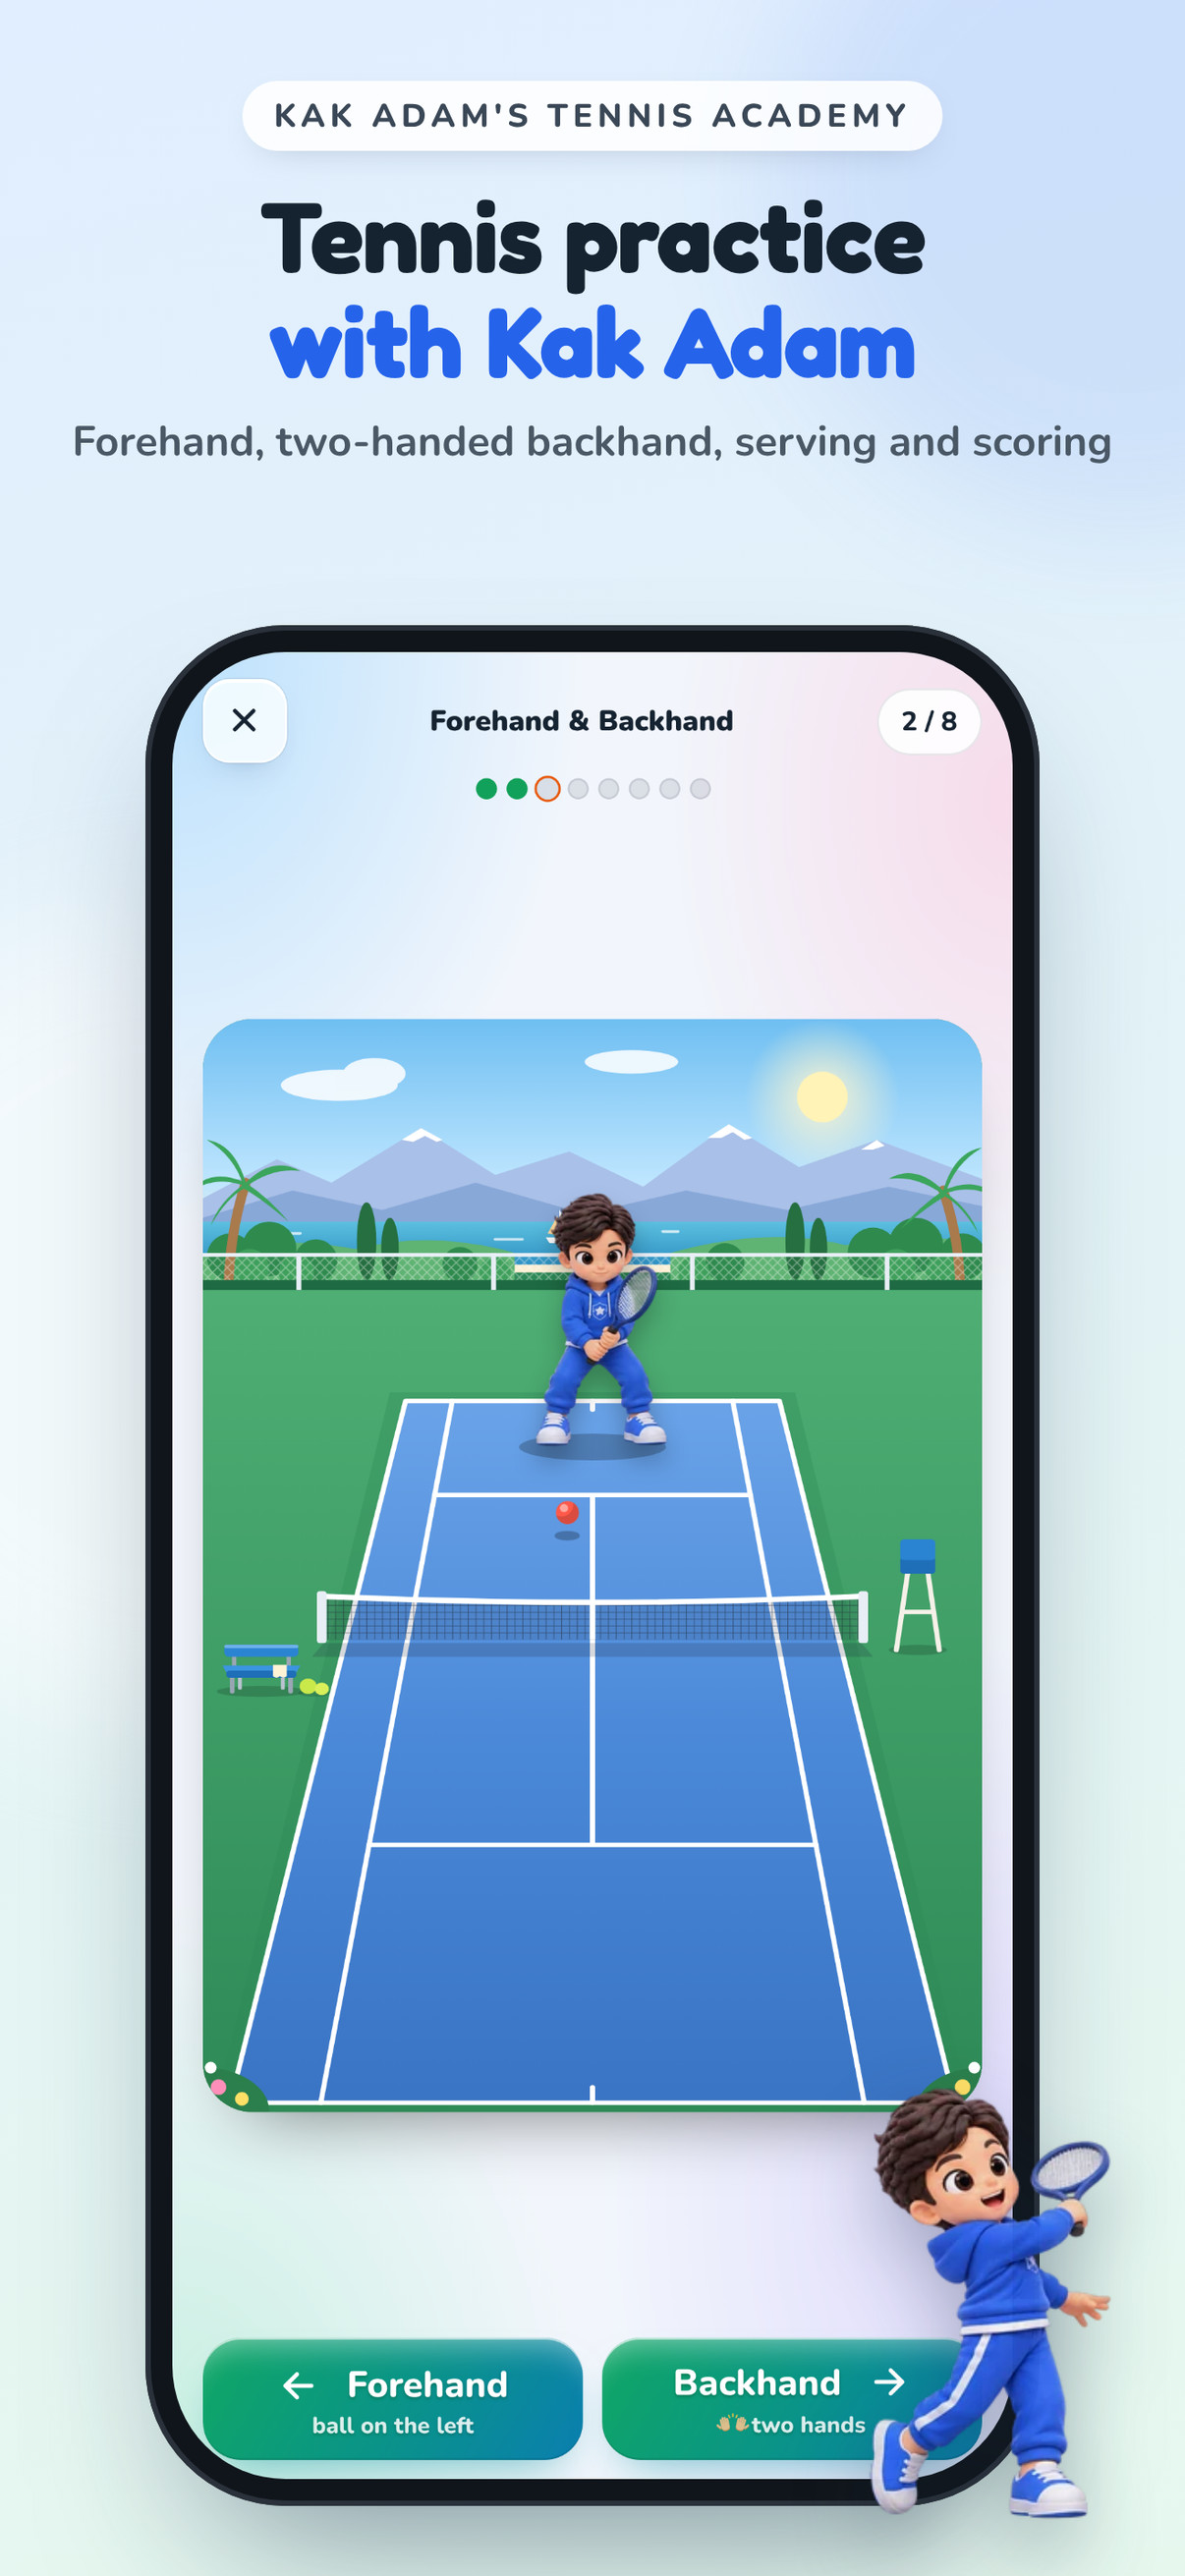 KAK ADAM'S TENNIS ACADEMY
Tennis practice
with Kak Adam
Forehand, two-handed backhand, serving and scoring
Forehand & Backhand
2 / 8
← Forehand
ball on the left
Backhand →
🙌 two hands